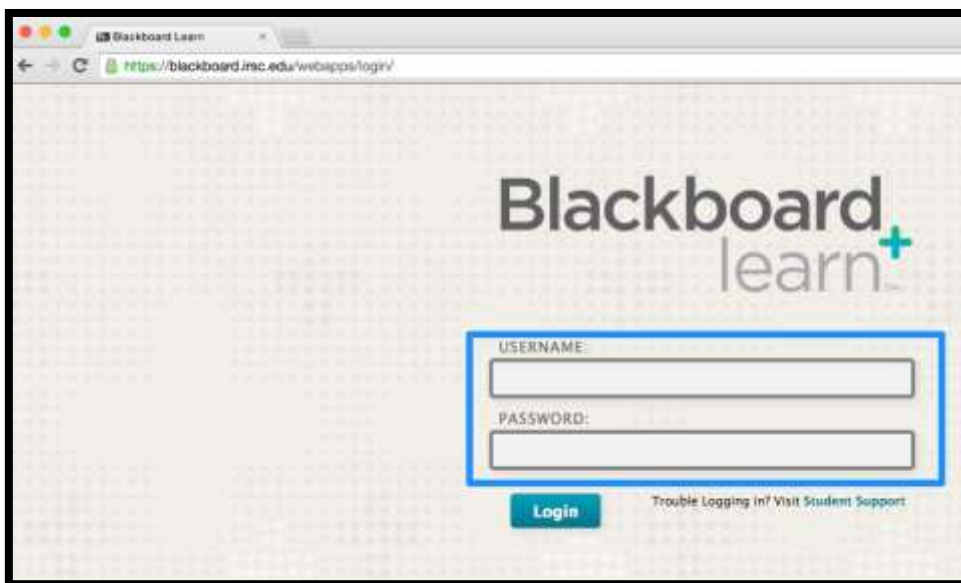 Blackboard Learn
https://blackboard.irsc.edu/webapps/login/
Blackboard
learn+
USERNAME:
PASSWORD:
Login
Trouble Logging in? Visit Student Support